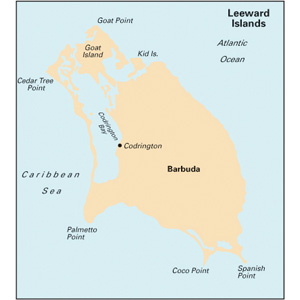 Leeward
Islands
Goat Point
Atlantic
Ocean
Goat
Island
Kid Is.
Cedar Tree
Point
Codrington
Bay
Codrington
Barbuda
Caribbean
Sea
Palmetto
Point
Coco Point
Spanish
Point